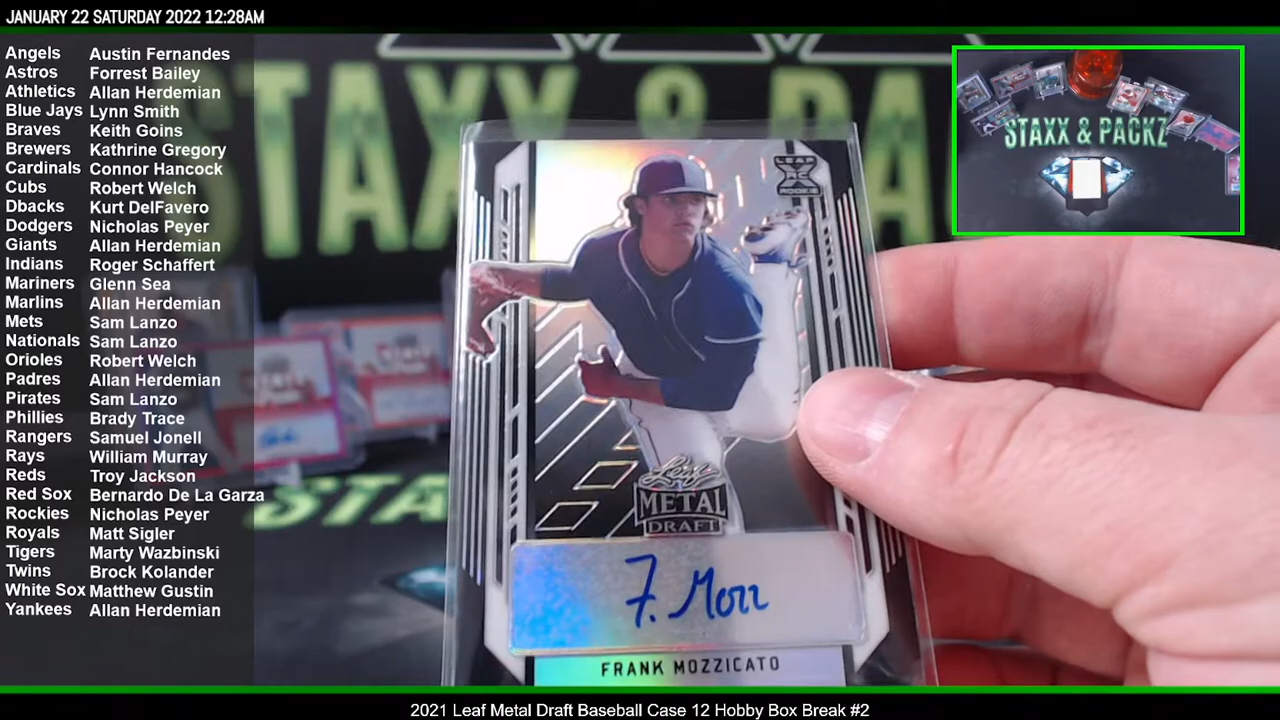 JANUARY 22 SATURDAY 2022 12:28AM
Angels Austin Fernandes
Astros Forrest Bailey
Athletics Allan Herdemian
Blue Jays Lynn Smith
Braves Keith Goins
Brewers Kathrine Gregory
Cardinals Connor Hancock
Cubs Robert Welch
Dbacks Kurt DelFavero
Dodgers Nicholas Peyer
Giants Allan Herdemian
Indians Roger Schaffert
Mariners Glenn Sea
Marlins Allan Herdemian
Mets Sam Lanzo
Nationals Sam Lanzo
Orioles Robert Welch
Padres Allan Herdemian
Pirates Sam Lanzo
Phillies Brady Trace
Rangers Samuel Jonell
Rays William Murray
Reds Troy Jackson
Red Sox Bernardo De La Garza
Rockies Nicholas Peyer
Royals Matt Sigler
Tigers Marty Wazbinski
Twins Brock Kolander
White Sox Matthew Gustin
Yankees Allan Herdemian
STAXX & PA
STAXX & PACKZ
LEAF
RC
ROOKIE
Leaf
METAL
DRAFT
F. Mozz
FRANK MOZZICATO
STA
2021 Leaf Metal Draft Baseball Case 12 Hobby Box Break #2